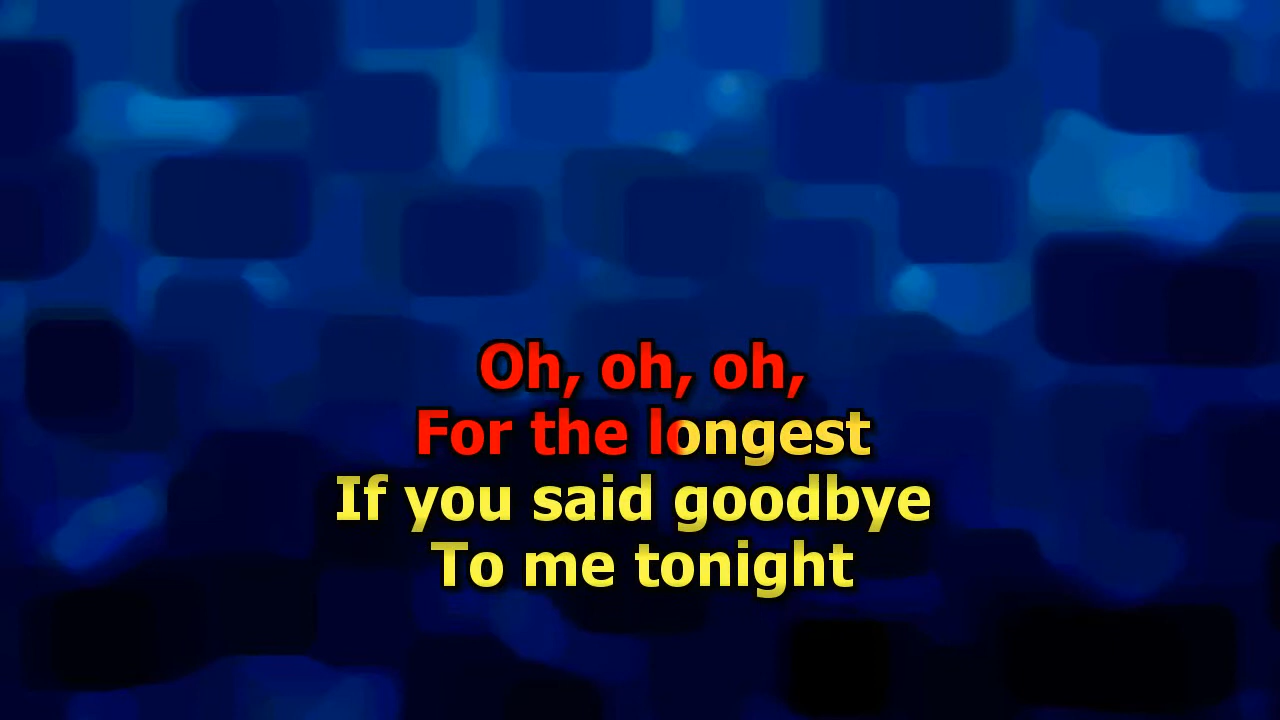 Oh, oh, oh,
For the longest
If you said goodbye
To me tonight